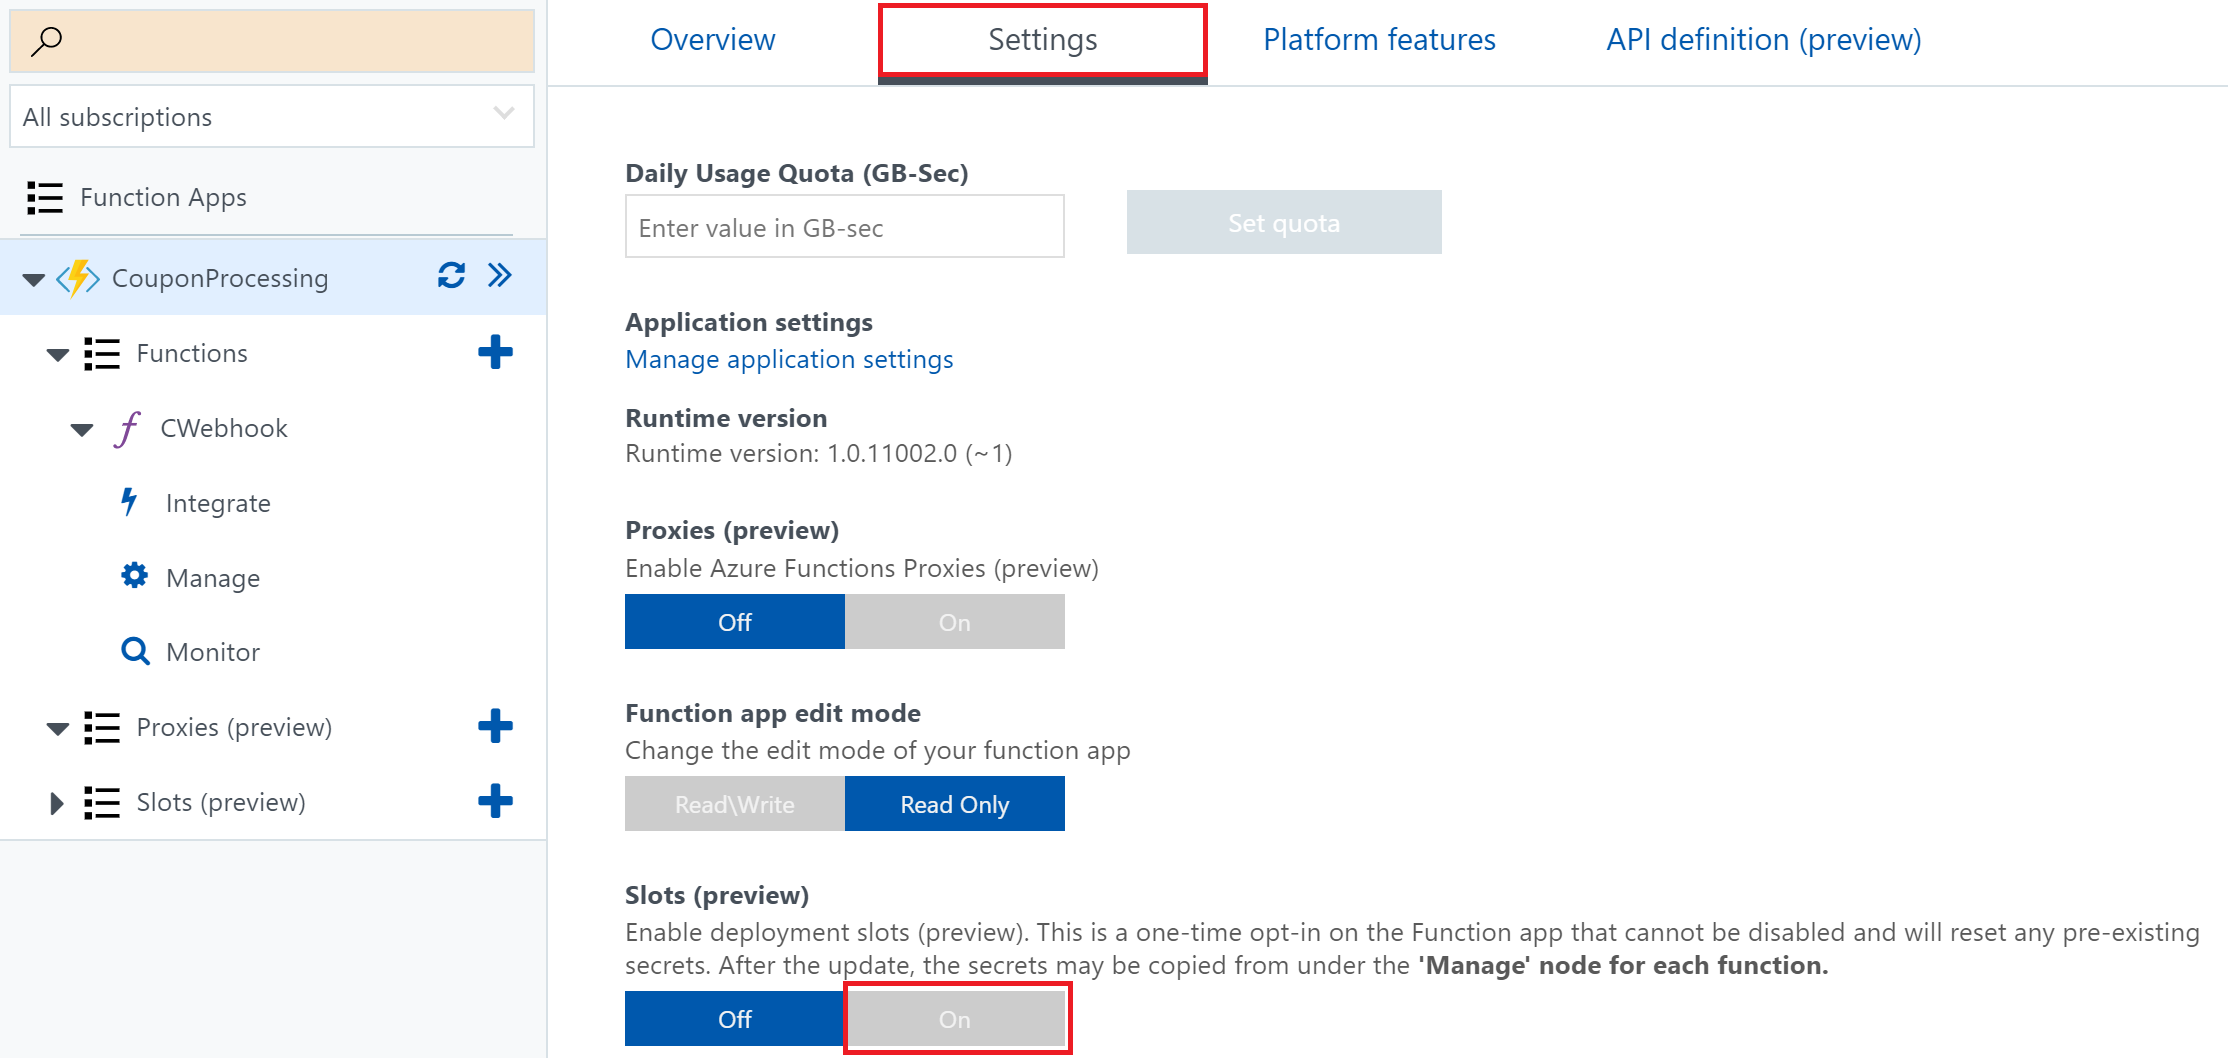 All subscriptions
Function Apps
CouponProcessing
Functions
CWebhook
Integrate
Manage
Monitor
Proxies (preview)
Slots (preview)
Overview
Settings
Platform features
API definition (preview)
Daily Usage Quota (GB-Sec)
Enter value in GB-sec
Set quota
Application settings
Manage application settings
Runtime version
Runtime version: 1.0.11002.0 (~1)
Proxies (preview)
Enable Azure Functions Proxies (preview)
Off
On
Function app edit mode
Change the edit mode of your function app
Read\Write
Read Only
Slots (preview)
Enable deployment slots (preview). This is a one-time opt-in on the Function app that cannot be disabled and will reset any pre-existing
secrets. After the update, the secrets may be copied from under the 'Manage' node for each function.
Off
On